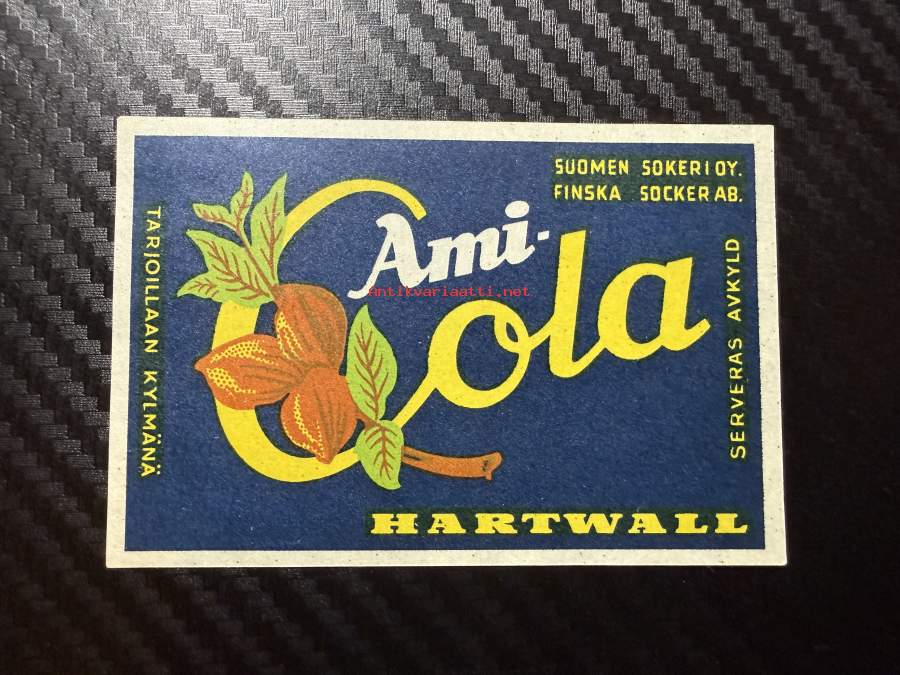 SUOMEN SOKERI OY.
FINSKA SOCKER AB.
TARJOILLAAN KYLMÄNÄ
Ami-
Cola
antikvariaatti.net
SERVERAS AVKYLD
HARTWALL